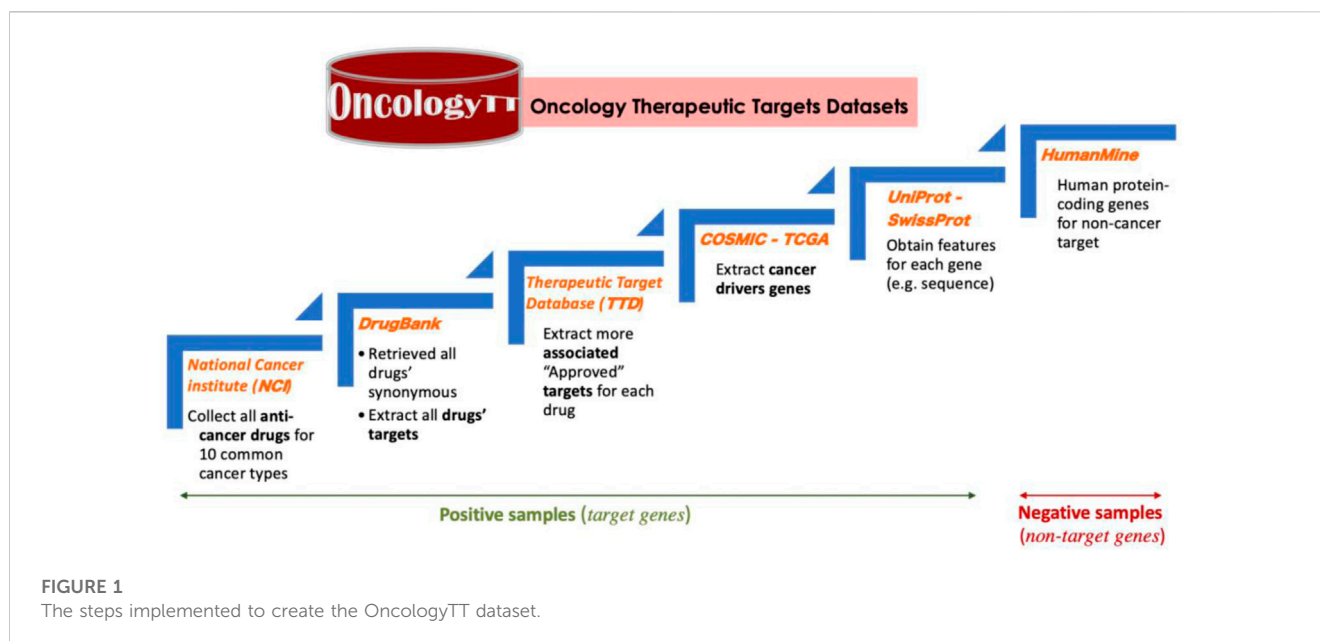 OncologyTT
Oncology Therapeutic Targets Datasets
National Cancer
institute (NCI)
Collect all anti-
cancer drugs for
10 common
cancer types
DrugBank
• Retrieved all
drugs'
synonymous
• Extract all drugs'
targets
Therapeutic Target
Database (TTD)
Extract more
associated
"Approved"
targets for each
drug
COSMIC - TCGA
Extract cancer
drivers genes
UniProt -
SwissProt
Obtain features
for each gene
(e.g. sequence)
HumanMine
Human protein-
coding genes
for non-cancer
target
Positive samples (target genes)
Negative samples
(non-target genes)
FIGURE 1
The steps implemented to create the OncologyTT dataset.